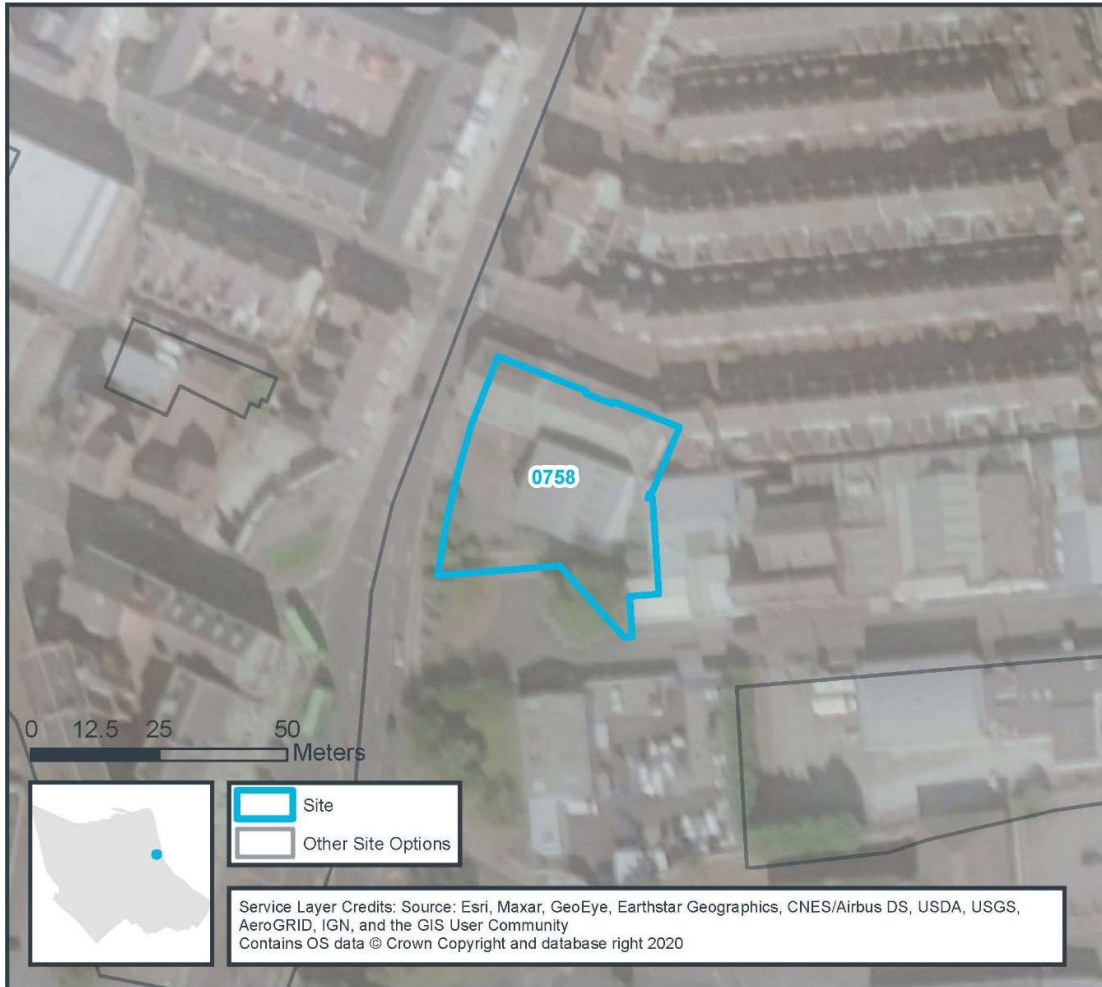 0758
0 12.5 25 50
Meters
Site
Other Site Options
Service Layer Credits: Source: Esri, Maxar, GeoEye, Earthstar Geographics, CNES/Airbus DS, USDA, USGS,
AeroGRID, IGN, and the GIS User Community
Contains OS data © Crown Copyright and database right 2020